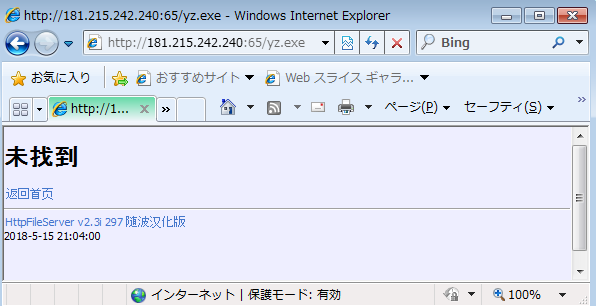 http://181.215.242.240:65/yz.exe - Windows Internet Explorer
http://181.215.242.240:65/yz.exe
Bing
お気に入り
おすすめサイト
Web スライス ギャラ...
http://1...
ページ(P)
セーフティ(S)
未找到
返回首页
HttpFileServer v2.3i 297 随波汉化版
2018-5-15 21:04:00
インターネット | 保護モード: 有効
100%